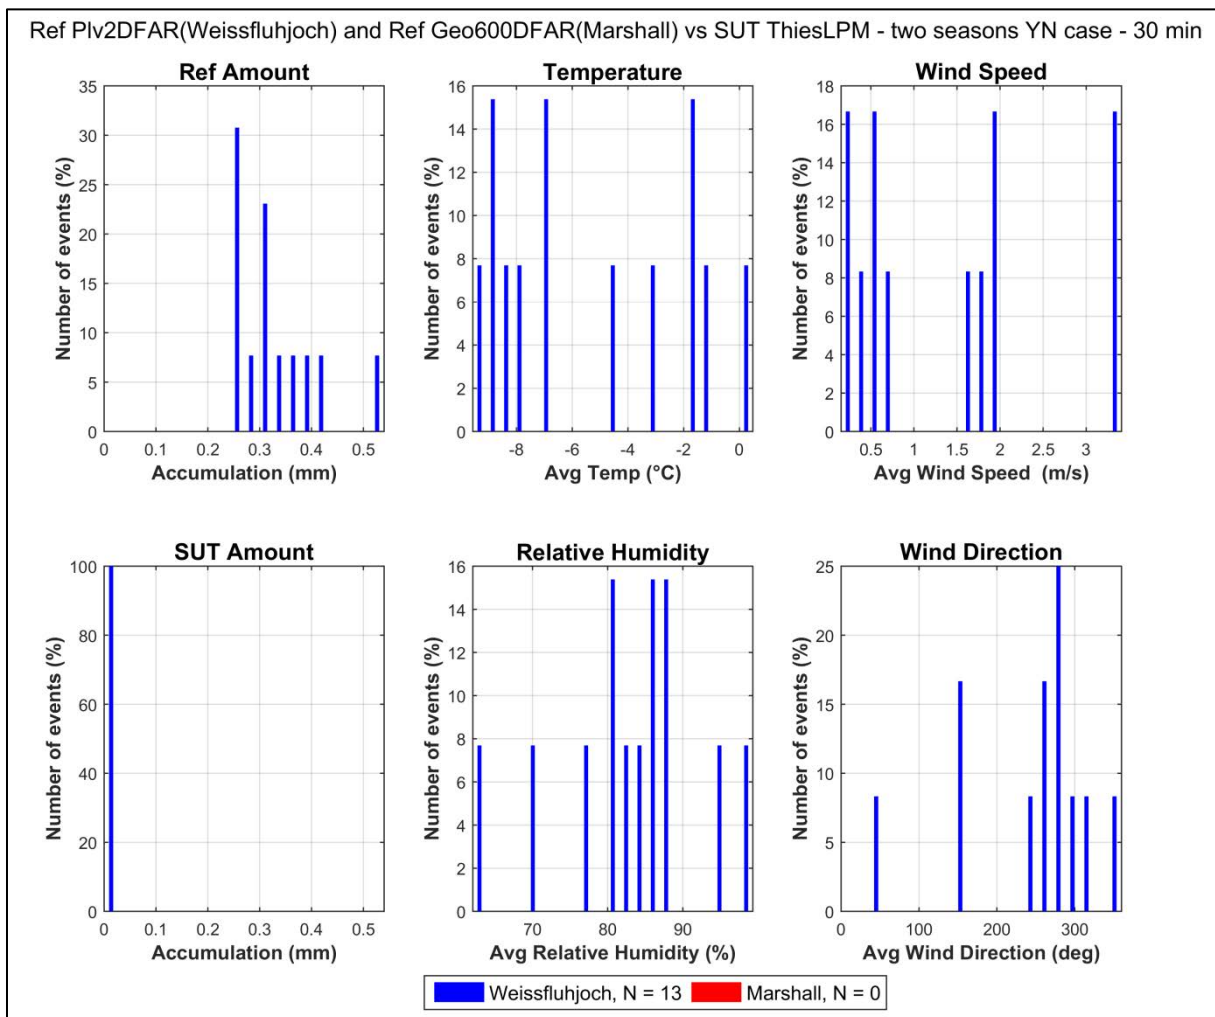 Ref Plv2DFAR(Weissfluhjoch) and Ref Geo600DFAR(Marshall) vs SUT ThiesLPM - two seasons YN case - 30 min
Ref Amount
Number of events (%)
35
30
25
20
15
10
5
0
0 0.1 0.2 0.3 0.4 0.5
Accumulation (mm)
Temperature
Number of events (%)
16
14
12
10
8
6
4
2
0
-8 -6 -4 -2 0
Avg Temp (°C)
Wind Speed
Number of events (%)
18
16
14
12
10
8
6
4
2
0
0.5 1 1.5 2 2.5 3
Avg Wind Speed (m/s)
SUT Amount
Number of events (%)
100
80
60
40
20
0
0 0.1 0.2 0.3 0.4 0.5
Accumulation (mm)
Relative Humidity
Number of events (%)
16
14
12
10
8
6
4
2
0
70 80 90
Avg Relative Humidity (%)
Wind Direction
Number of events (%)
25
20
15
10
5
0
0 100 200 300
Avg Wind Direction (deg)
Weissfluhjoch, N = 13 Marshall, N = 0